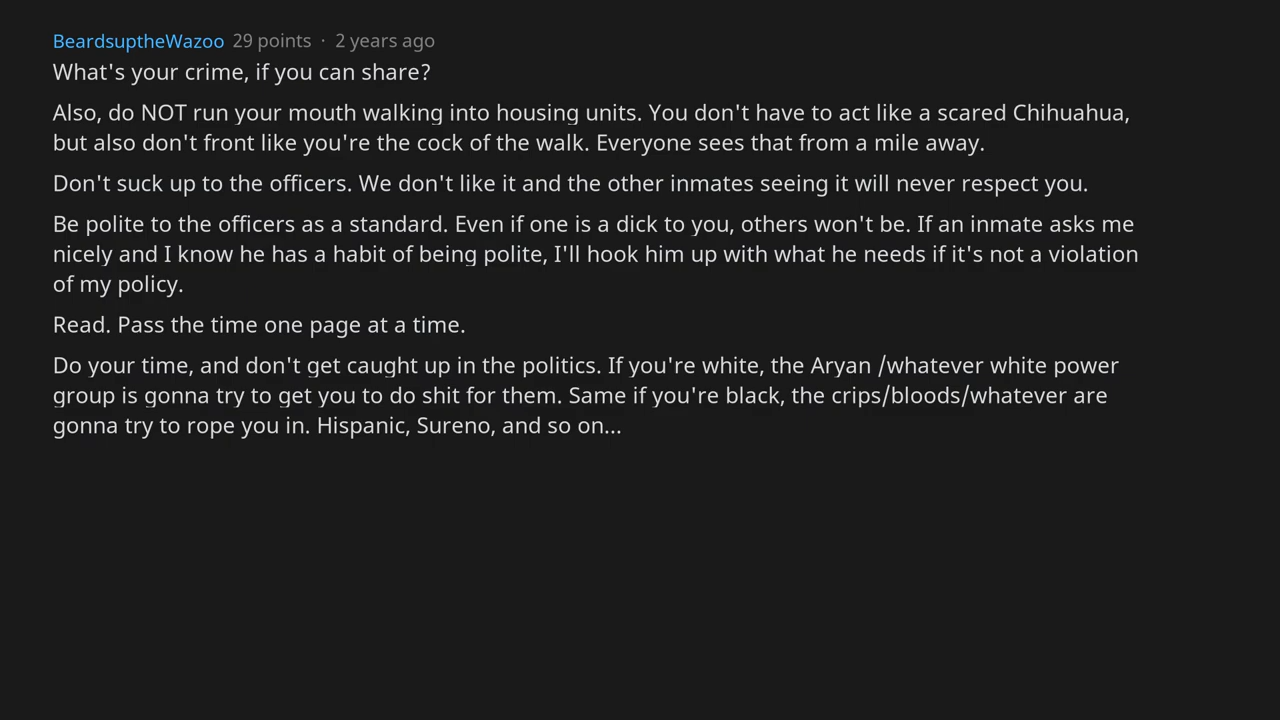 BeardsuptheWazoo 29 points · 2 years ago
What's your crime, if you can share?
Also, do NOT run your mouth walking into housing units. You don't have to act like a scared Chihuahua,
but also don't front like you're the cock of the walk. Everyone sees that from a mile away.
Don't suck up to the officers. We don't like it and the other inmates seeing it will never respect you.
Be polite to the officers as a standard. Even if one is a dick to you, others won't be. If an inmate asks me
nicely and I know he has a habit of being polite, I'll hook him up with what he needs if it's not a violation
of my policy.
Read. Pass the time one page at a time.
Do your time, and don't get caught up in the politics. If you're white, the Aryan /whatever white power
group is gonna try to get you to do shit for them. Same if you're black, the crips/bloods/whatever are
gonna try to rope you in. Hispanic, Sureno, and so on...